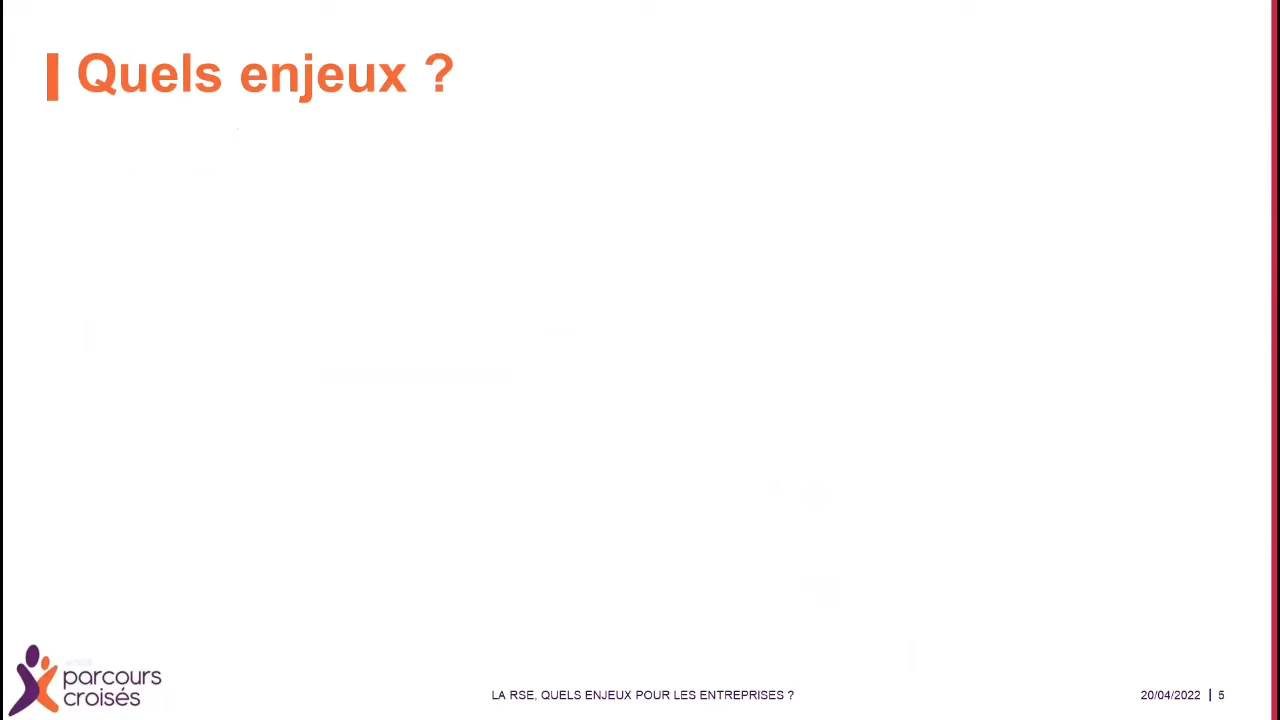 Quels enjeux ?
parcours
croisés
LA RSE, QUELS ENJEUX POUR LES ENTREPRISES ?
20/04/2022 | 5